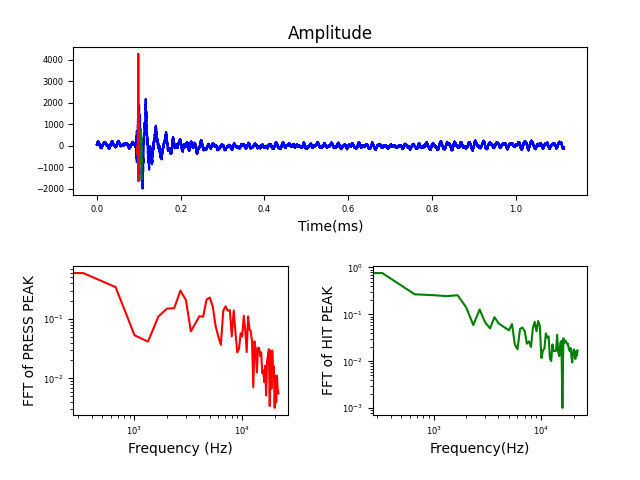 Amplitude
4000
3000
2000
1000
0
−1000
−2000
0.0 0.2 0.4 0.6 0.8 1.0
Time(ms)
FFT of PRESS PEAK
10⁻¹
10⁻²
10³ 10⁴
Frequency (Hz)
FFT of HIT PEAK
10⁰
10⁻¹
10⁻²
10⁻³
10³ 10⁴
Frequency(Hz)